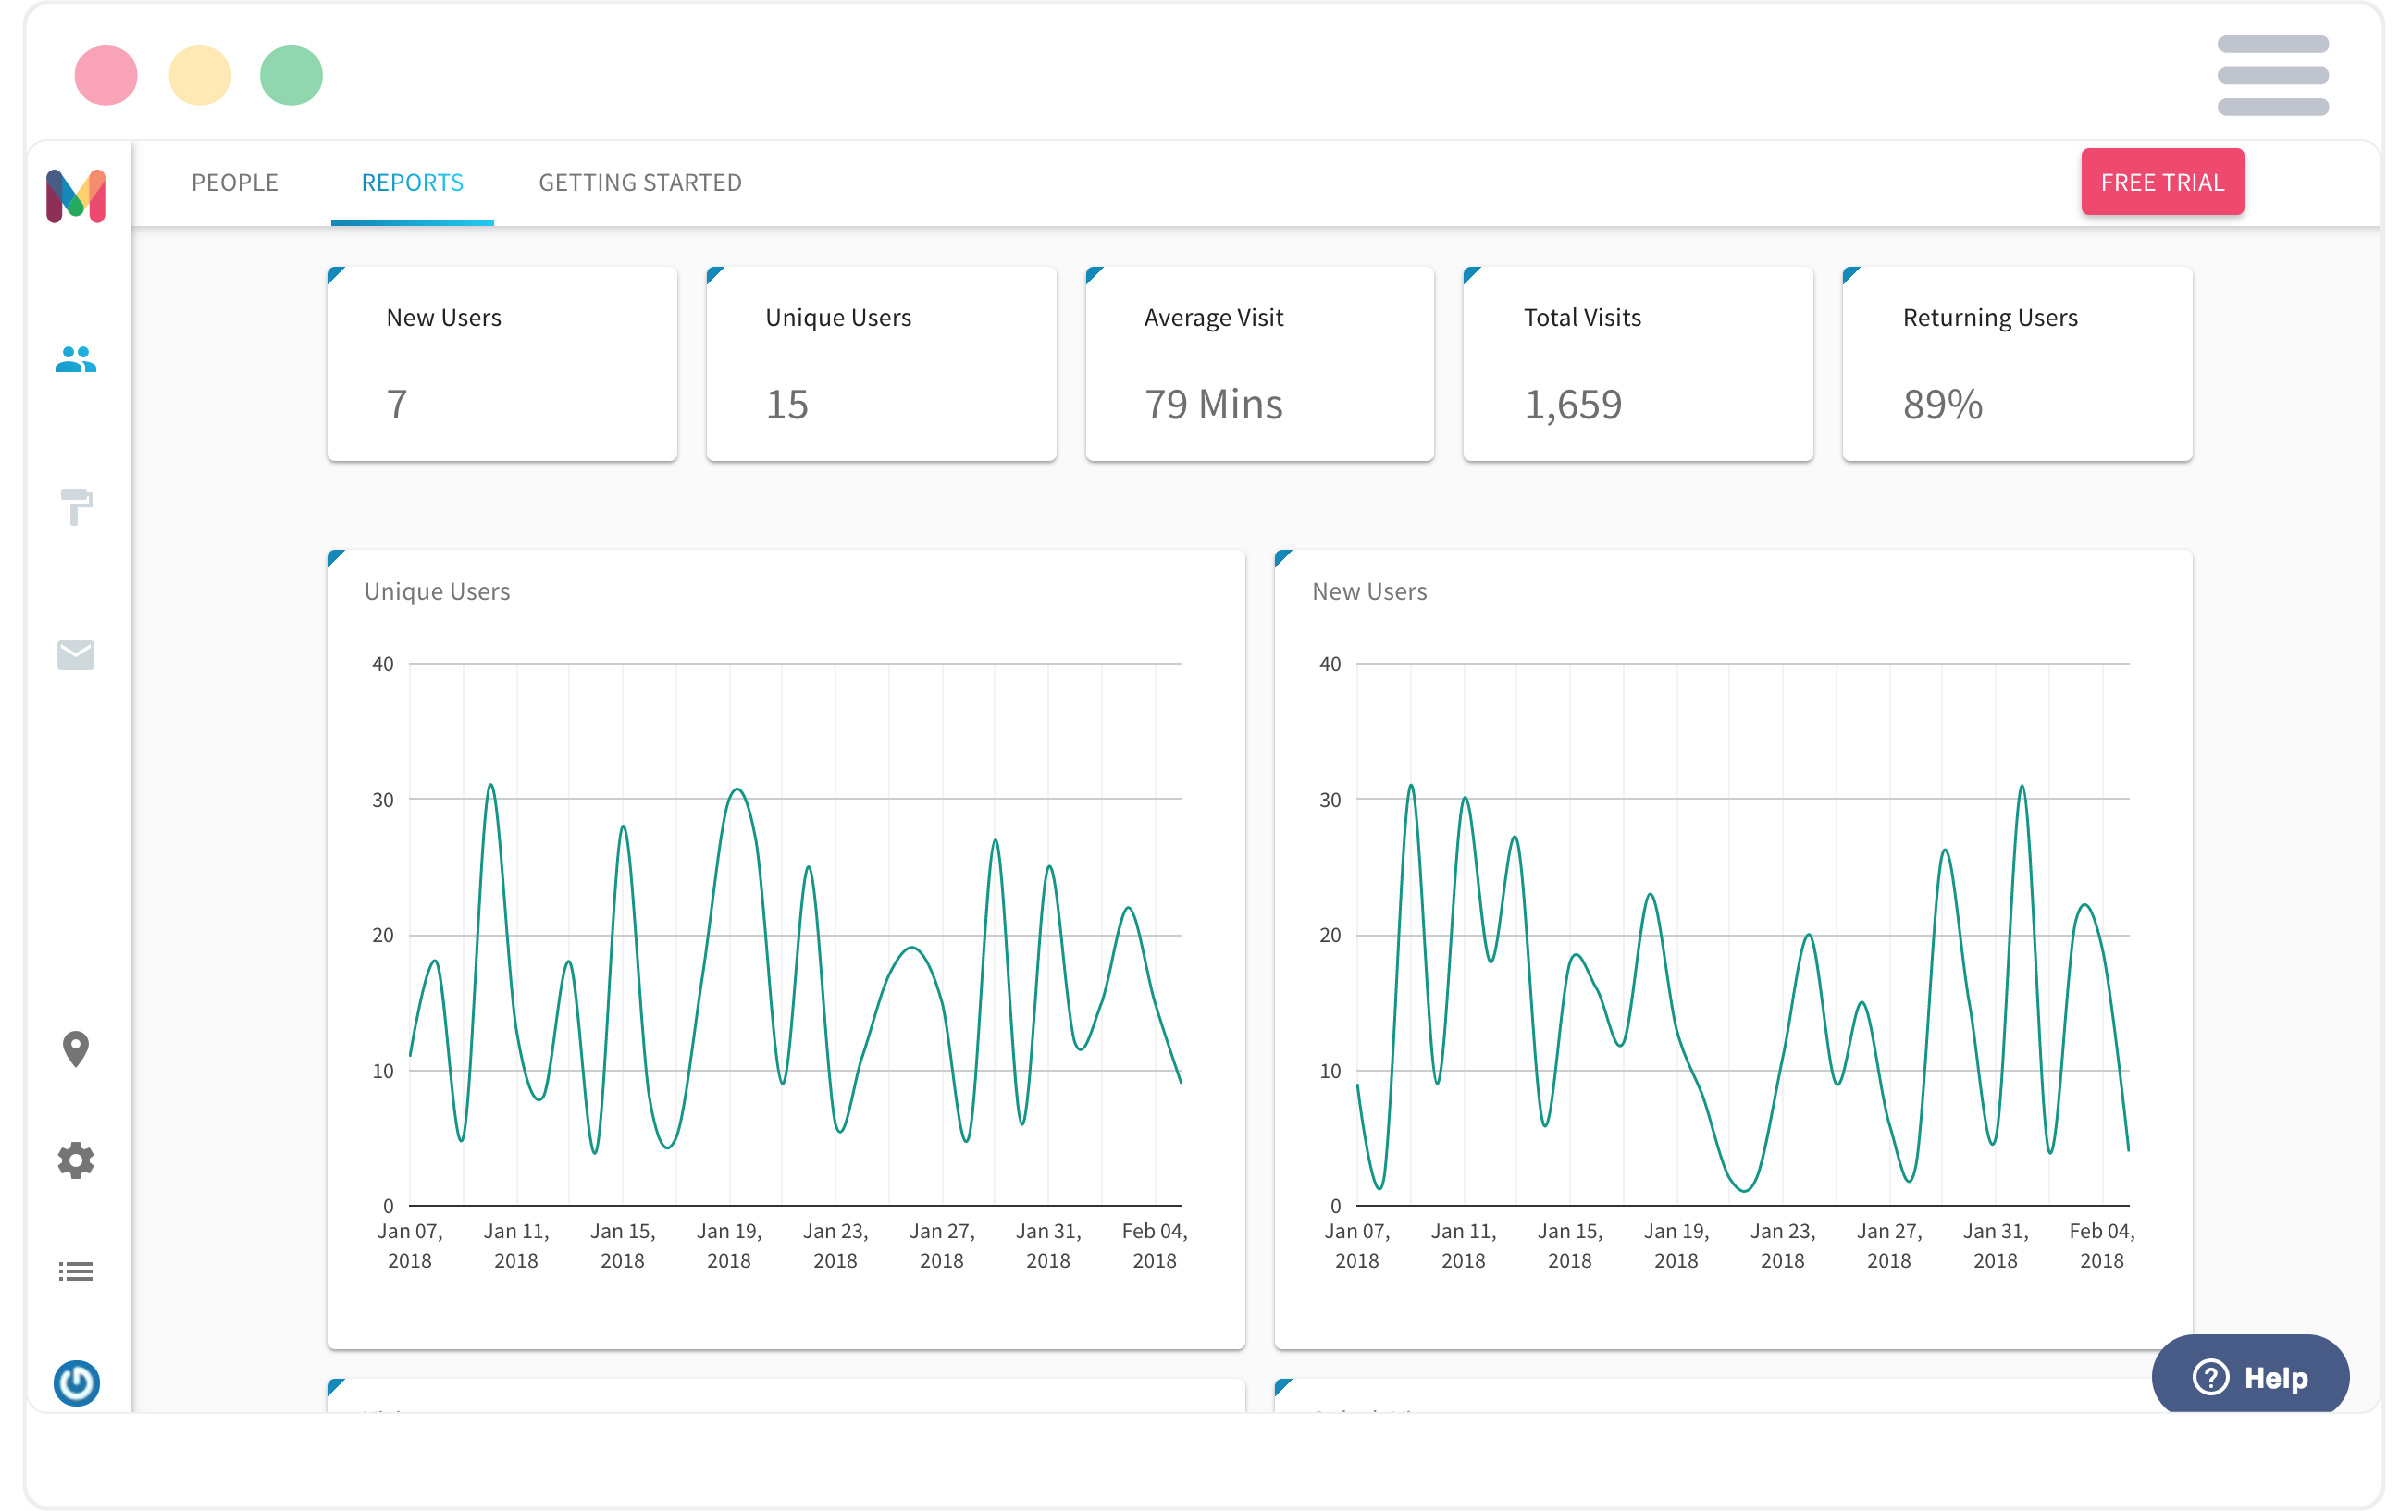 PEOPLE
REPORTS
GETTING STARTED
FREE TRIAL
New Users
7
Unique Users
15
Average Visit
79 Mins
Total Visits
1,659
Returning Users
89%
Unique Users
40
30
20
10
0
Jan 07, 2018
Jan 11, 2018
Jan 15, 2018
Jan 19, 2018
Jan 23, 2018
Jan 27, 2018
Jan 31, 2018
Feb 04, 2018
New Users
40
30
20
10
0
Jan 07, 2018
Jan 11, 2018
Jan 15, 2018
Jan 19, 2018
Jan 23, 2018
Jan 27, 2018
Jan 31, 2018
Feb 04, 2018
? Help